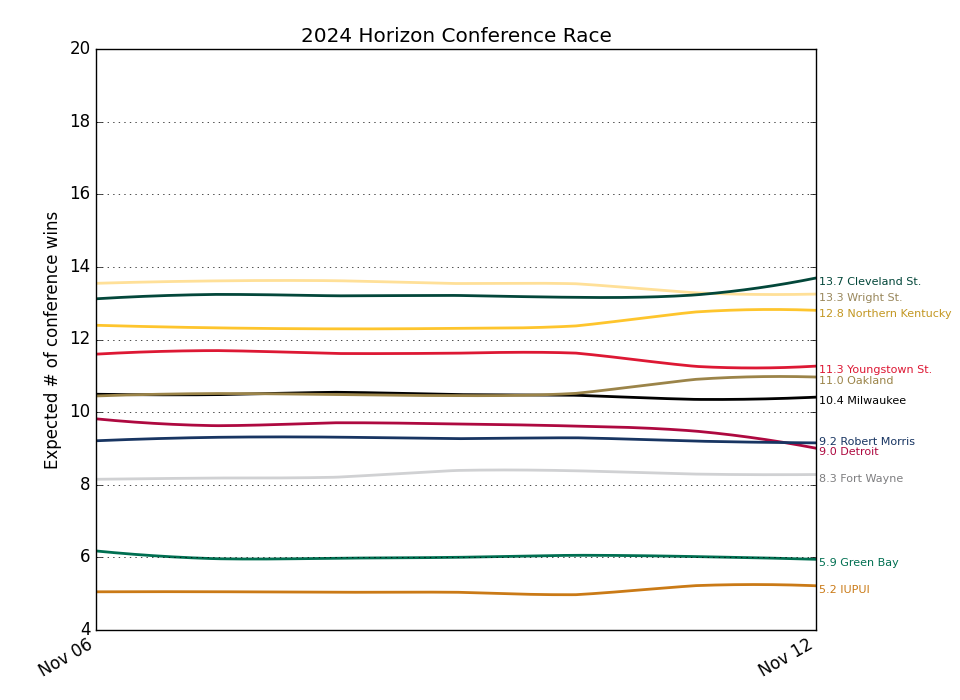 2024 Horizon Conference Race
Expected # of conference wins
20
18
16
14
12
10
8
6
4
Nov 06
Nov 12
13.7 Cleveland St.
13.3 Wright St.
12.8 Northern Kentucky
11.3 Youngstown St.
11.0 Oakland
10.4 Milwaukee
9.2 Robert Morris
9.0 Detroit
8.3 Fort Wayne
5.9 Green Bay
5.2 IUPUI